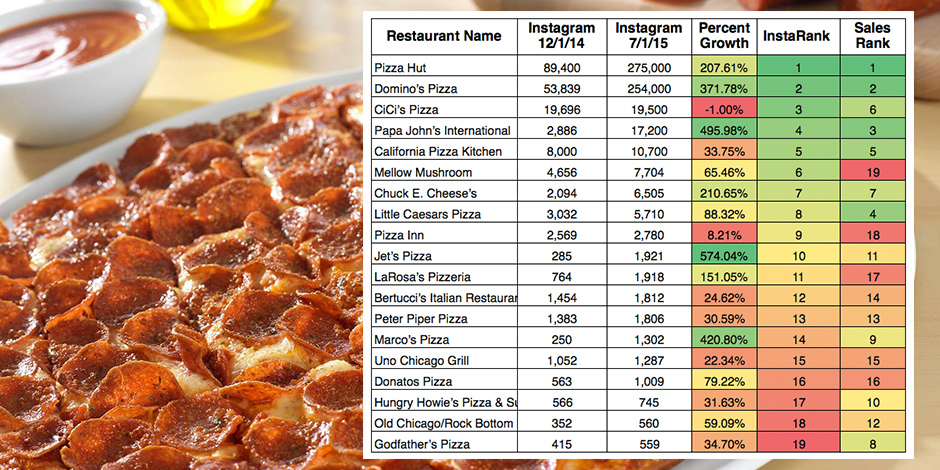 Restaurant Name Instagram 12/1/14 Instagram 7/1/15 Percent Growth InstaRank Sales Rank
Pizza Hut 89,400 275,000 207.61% 1 1
Domino's Pizza 53,839 254,000 371.78% 2 2
CiCi's Pizza 19,696 19,500 -1.00% 3 6
Papa John's International 2,886 17,200 495.98% 4 3
California Pizza Kitchen 8,000 10,700 33.75% 5 5
Mellow Mushroom 4,656 7,704 65.46% 6 19
Chuck E. Cheese's 2,094 6,505 210.65% 7 7
Little Caesars Pizza 3,032 5,710 88.32% 8 4
Pizza Inn 2,569 2,780 8.21% 9 18
Jet's Pizza 285 1,921 574.04% 10 11
LaRosa's Pizzeria 764 1,918 151.05% 11 17
Bertucci's Italian Restaurar 1,454 1,812 24.62% 12 14
Peter Piper Pizza 1,383 1,806 30.59% 13 13
Marco's Pizza 250 1,302 420.80% 14 9
Uno Chicago Grill 1,052 1,287 22.34% 15 15
Donatos Pizza 563 1,009 79.22% 16 16
Hungry Howie's Pizza & Su 566 745 31.63% 17 10
Old Chicago/Rock Bottom 352 560 59.09% 18 12
Godfather's Pizza 415 559 34.70% 19 8